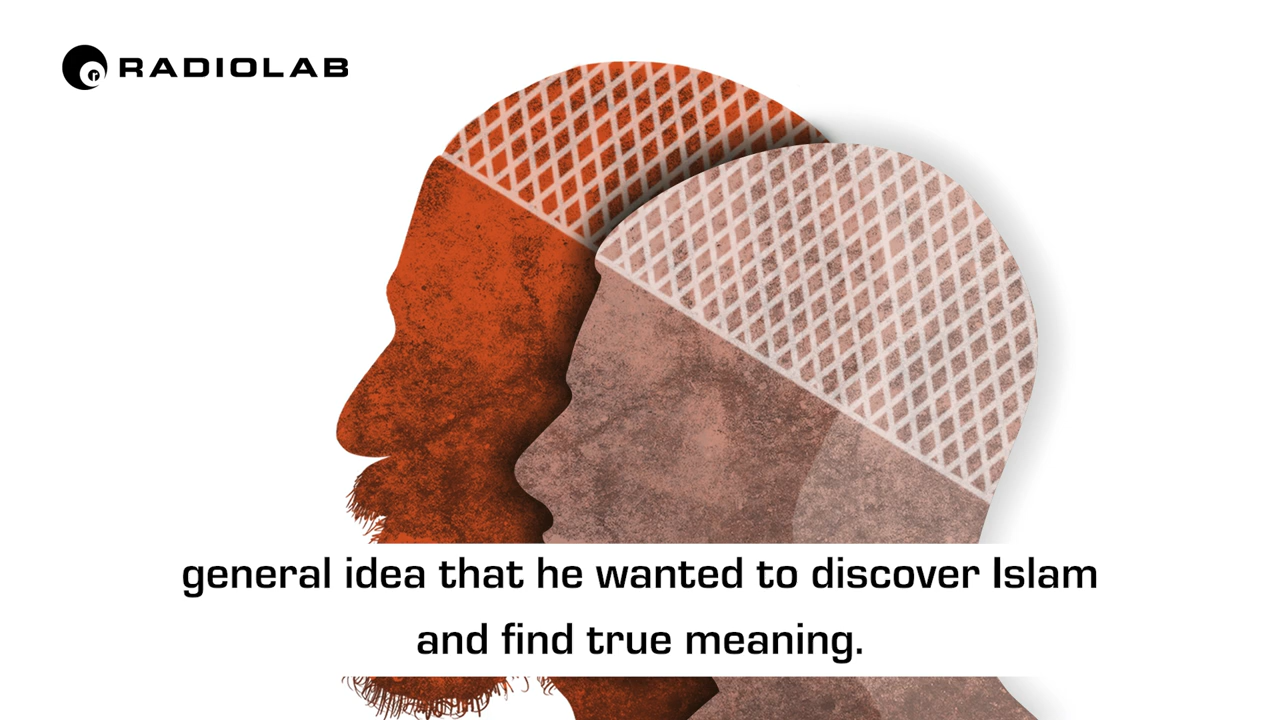 RADIOLAB
general idea that he wanted to discover Islam
and find true meaning.